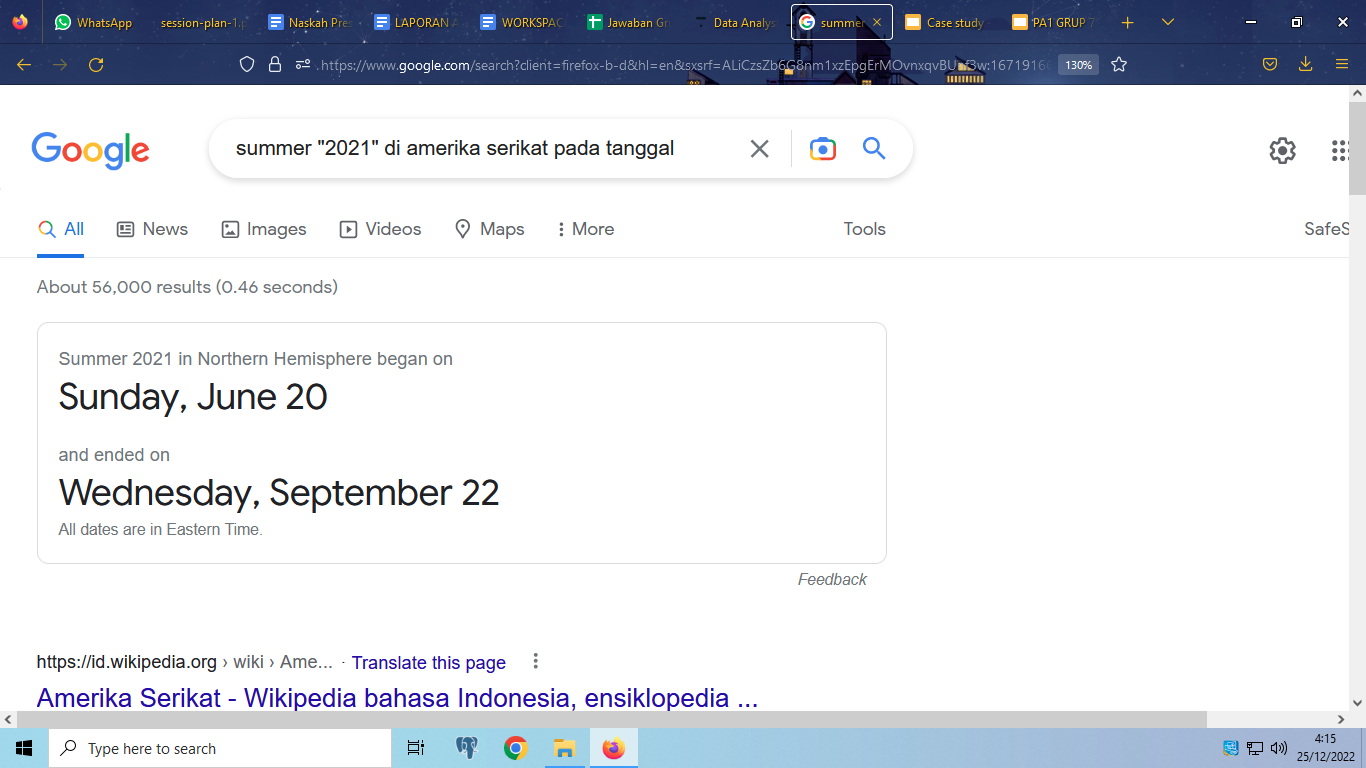 WhatsApp session-plan-1.p Naskah Pres LAPORAN A WORKSPAC Jawaban Gr Data Analys summer Case study PA1 GRUP 7
https://www.google.com/search?client=firefox-b-d&hl=en&sxsrf=ALiCzsZb6G8nm1xzEpgErMOvnxqvBU 130%
Google summer "2021" di amerika serikat pada tanggal
All News Images Videos Maps More Tools SafeS
About 56,000 results (0.46 seconds)
Summer 2021 in Northern Hemisphere began on
Sunday, June 20
and ended on
Wednesday, September 22
All dates are in Eastern Time.
Feedback
https://id.wikipedia.org › wiki › Ame... · Translate this page
Amerika Serikat - Wikipedia bahasa Indonesia, ensiklopedia ...
Type here to search
4:15
25/12/2022